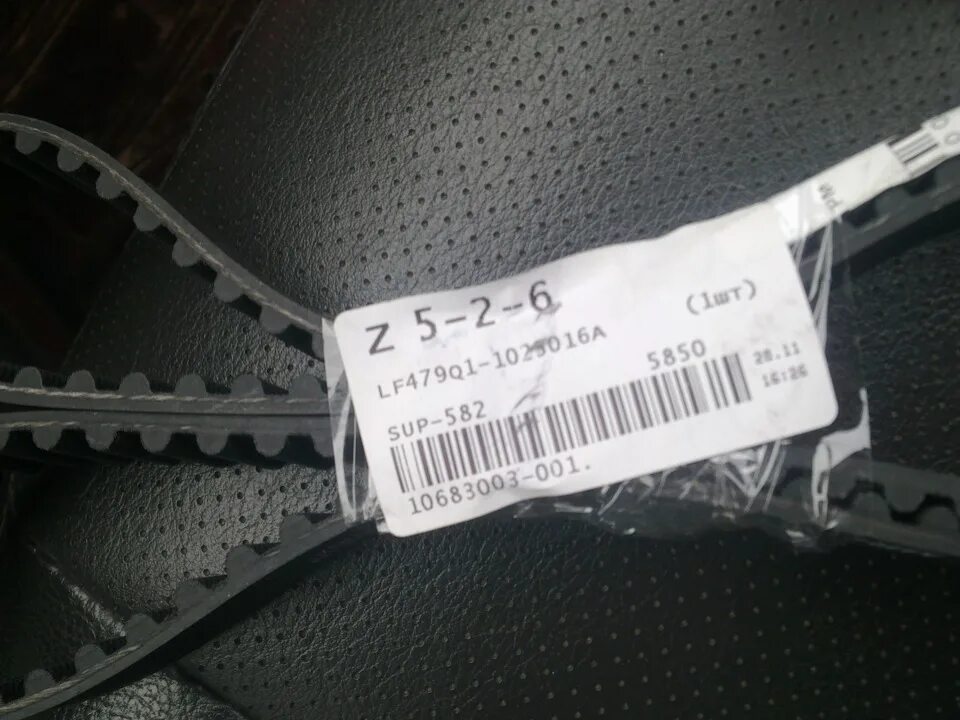 Z 5-2-6
(1шт)
LF479Q1-1025016A
SUP-582
5850
28.11
16:26
10683003-001.